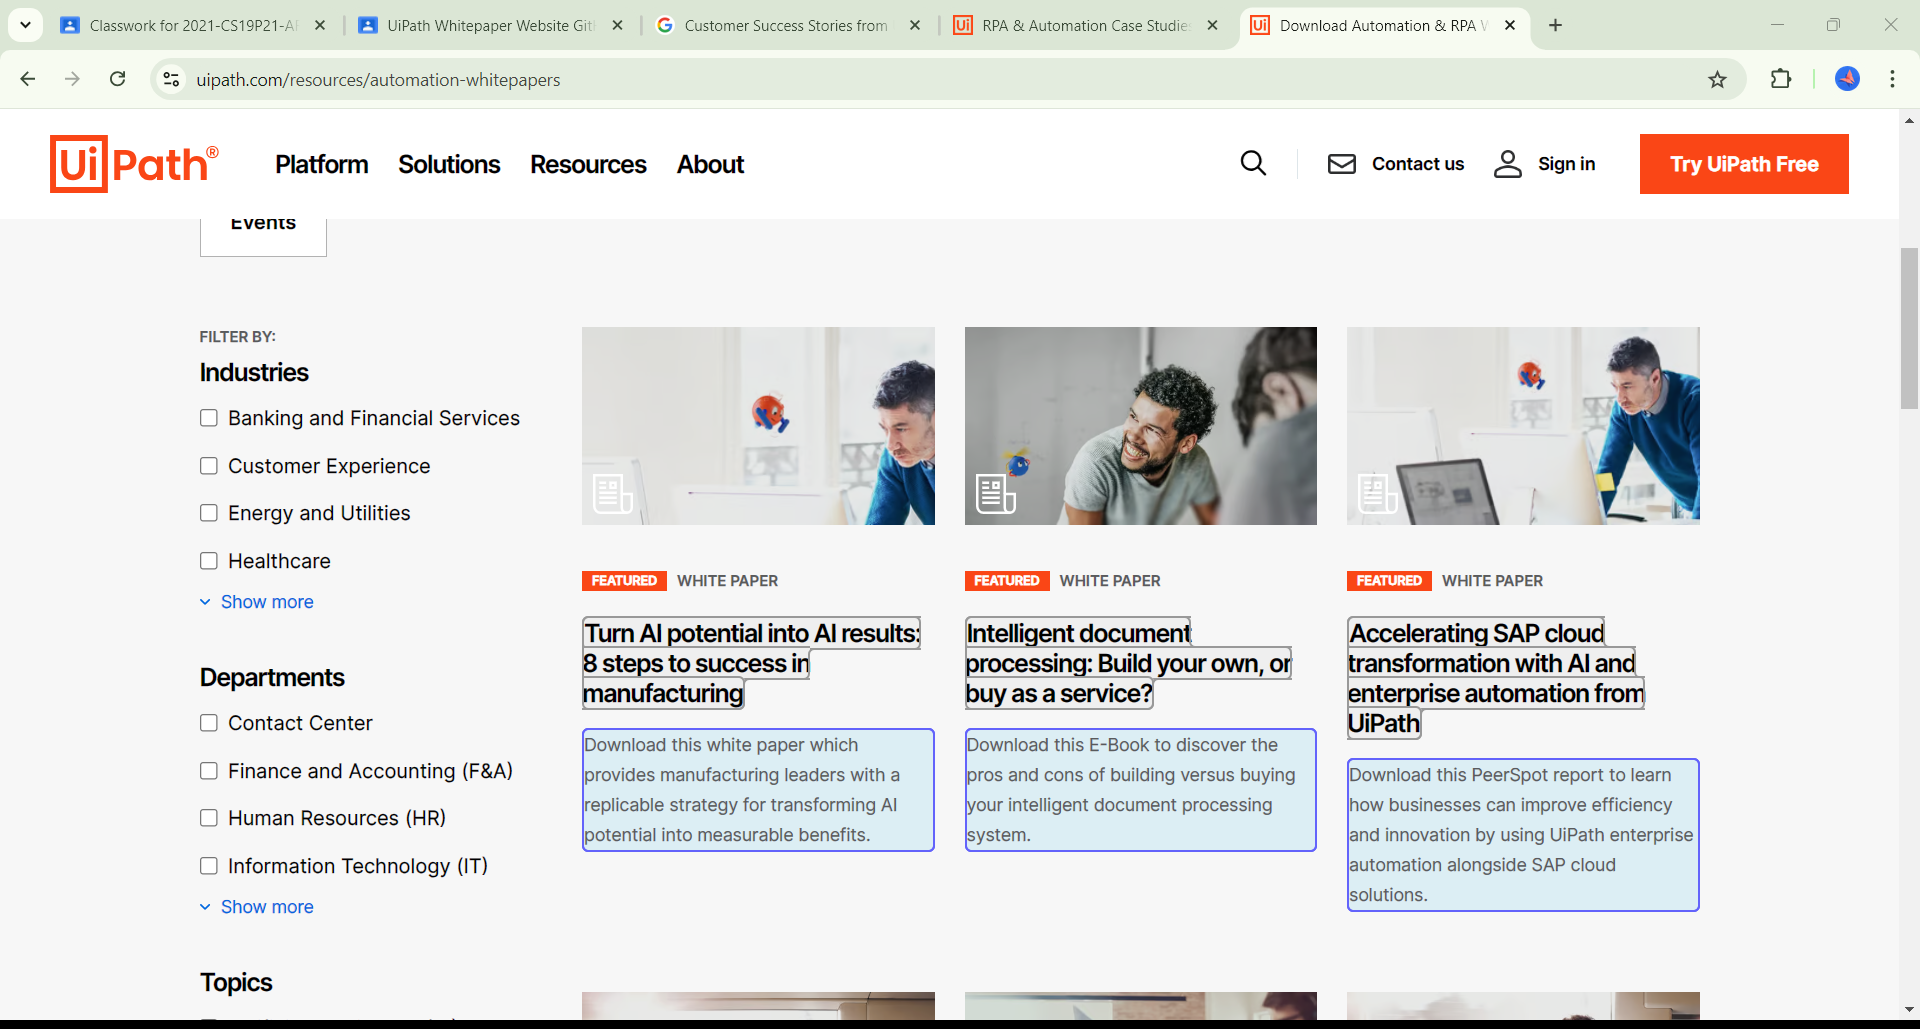 Classwork for 2021-CS19P21-A
UiPath Whitepaper Website Git
Customer Success Stories from
RPA & Automation Case Studies
Download Automation & RPA W
uipath.com/resources/automation-whitepapers
UiPath®
Platform
Solutions
Resources
About
Contact us
Sign in
Try UiPath Free
Events
FILTER BY:
Industries
Banking and Financial Services
Customer Experience
Energy and Utilities
Healthcare
Show more
Departments
Contact Center
Finance and Accounting (F&A)
Human Resources (HR)
Information Technology (IT)
Show more
Topics
FEATURED WHITE PAPER
Turn AI potential into AI results:
8 steps to success in
manufacturing
Download this white paper which
provides manufacturing leaders with a
replicable strategy for transforming AI
potential into measurable benefits.
FEATURED WHITE PAPER
Intelligent document
processing: Build your own, or
buy as a service?
Download this E-Book to discover the
pros and cons of building versus buying
your intelligent document processing
system.
FEATURED WHITE PAPER
Accelerating SAP cloud
transformation with AI and
enterprise automation from
UiPath
Download this PeerSpot report to learn
how businesses can improve efficiency
and innovation by using UiPath enterprise
automation alongside SAP cloud
solutions.